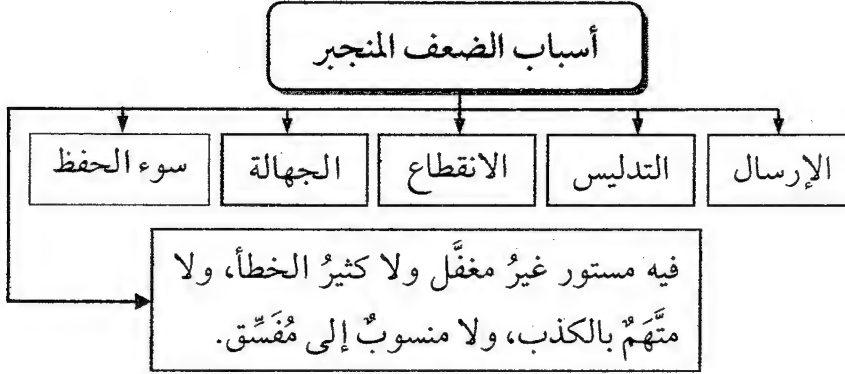 أسباب الضعف المنجبر
الإرسال
التدليس
الانقطاع
الجهالة
سوء الحفظ
فيه مستور غيرُ مغفَّل ولا كثيرُ الخطأ، ولا
متَّهَمٌ بالكذب، ولا منسوبٌ إلى مُفَسِّق.